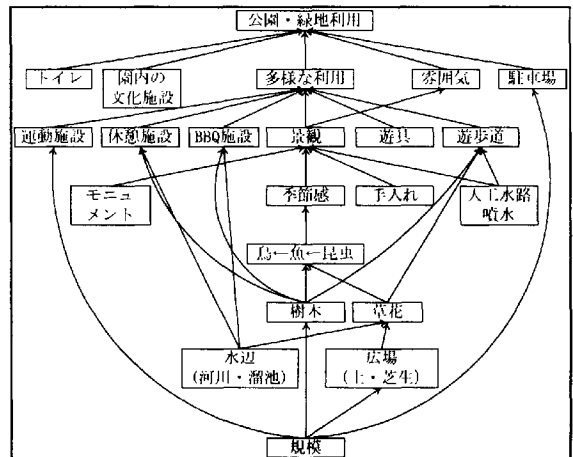 公園・緑地利用
トイレ
園内の
文化施設
多様な利用
雰囲気
駐車場
運動施設
休憩施設
BBQ施設
景観
遊具
遊歩道
モニュ
メント
季節感
手入れ
人工水路
噴水
鳥←魚←昆虫
樹木
草花
水辺
(河川・溜池)
広場
(土・芝生)
規模